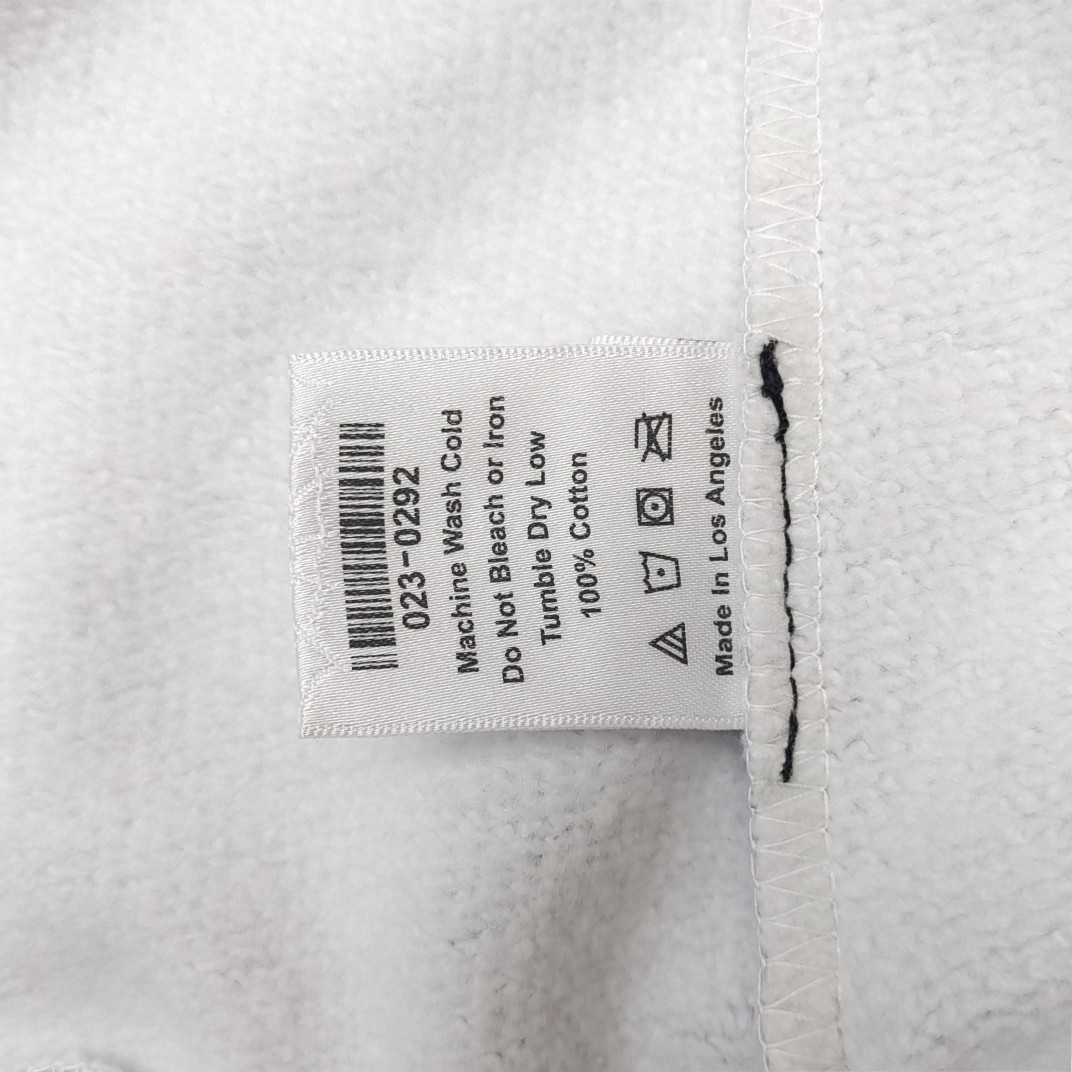 023-0292
Machine Wash Cold
Do Not Bleach or Iron
Tumble Dry Low
100% Cotton
Made In Los Angeles